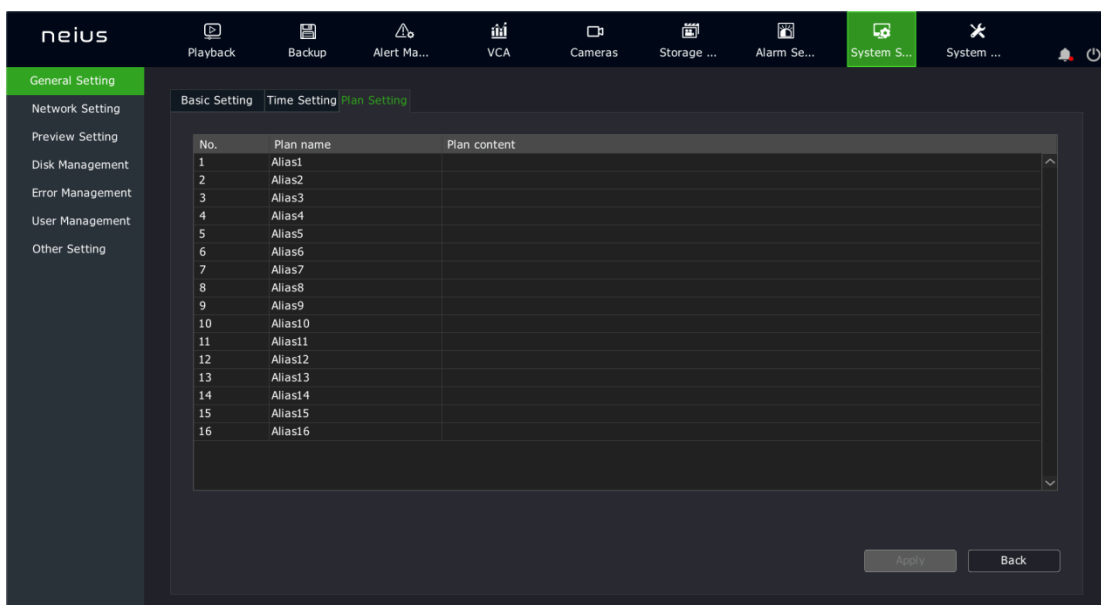 neius
Playback Backup Alert Ma... VCA Cameras Storage ... Alarm Se... System S... System ...
General Setting
Network Setting
Preview Setting
Disk Management
Error Management
User Management
Other Setting
Basic Setting Time Setting Plan Setting
No. Plan name Plan content
1 Alias1
2 Alias2
3 Alias3
4 Alias4
5 Alias5
6 Alias6
7 Alias7
8 Alias8
9 Alias9
10 Alias10
11 Alias11
12 Alias12
13 Alias13
14 Alias14
15 Alias15
16 Alias16
Apply Back